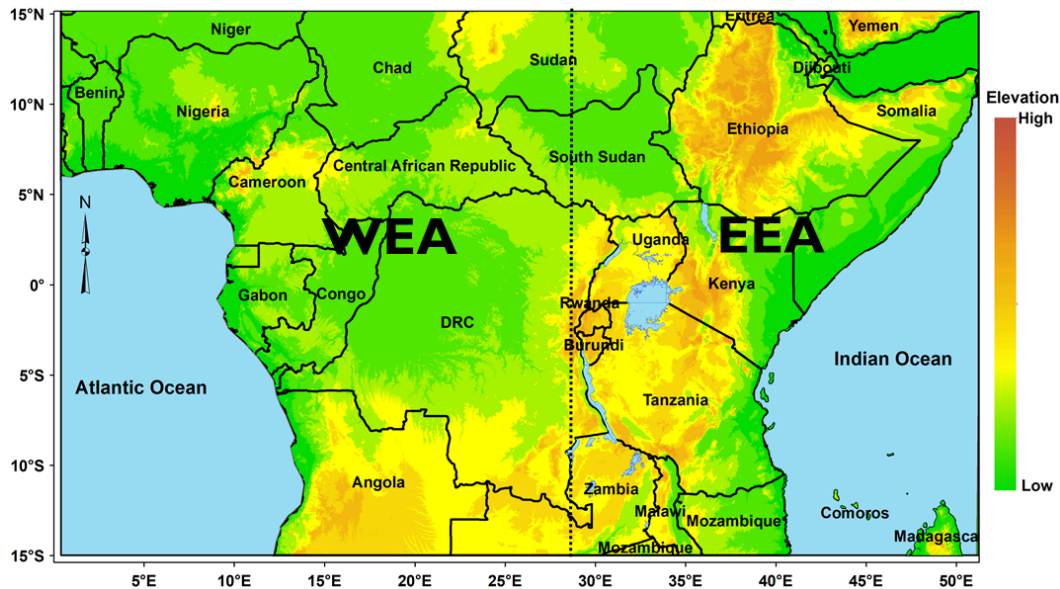 15°N
10°N
5°N
0°
5°S
10°S
15°S
Niger
Chad
Sudan
Eritrea
Yemen
Benin
Nigeria
Djibouti
Somalia
Ethiopia
Central African Republic
South Sudan
Cameroon
N
WEA
EEA
Uganda
Kenya
Gabon
Congo
DRC
Rwanda
Burundi
Atlantic Ocean
Indian Ocean
Tanzania
Angola
Zambia
Malawi
Mozambique
Comoros
Madagasca
Mozambique
Elevation
High
Low
5°E
10°E
15°E
20°E
25°E
30°E
35°E
40°E
45°E
50°E